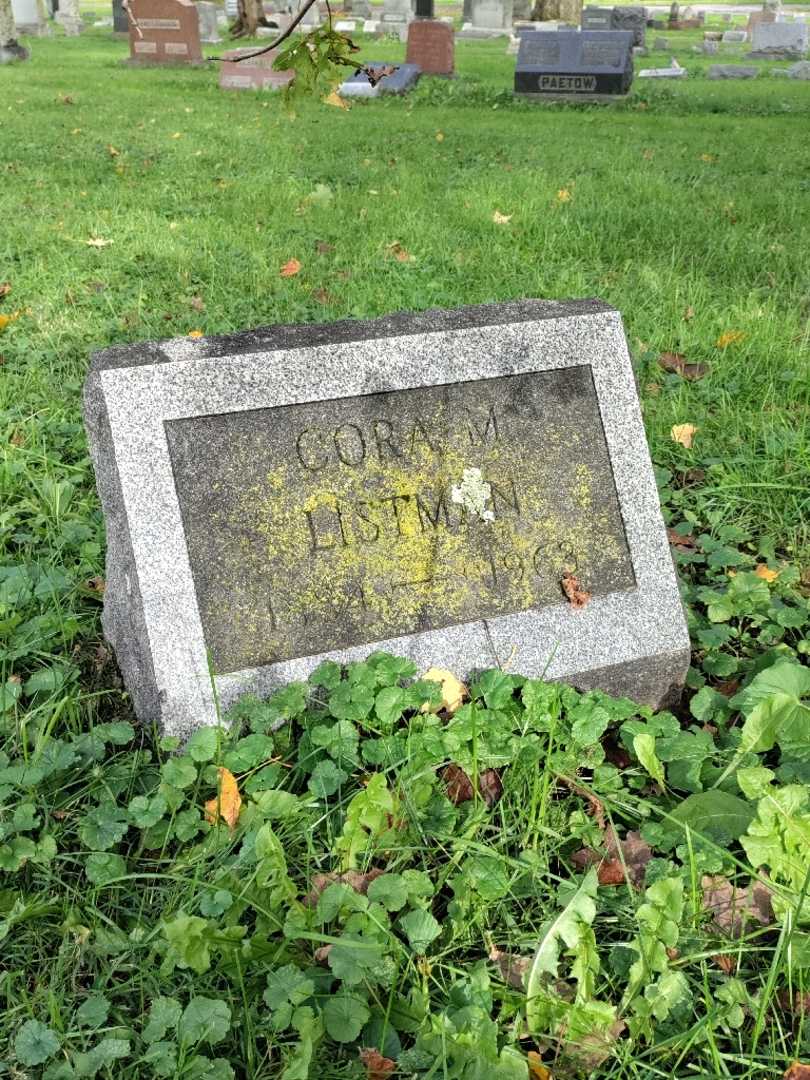 PAETOW
CORA M
LISTMAN
1963